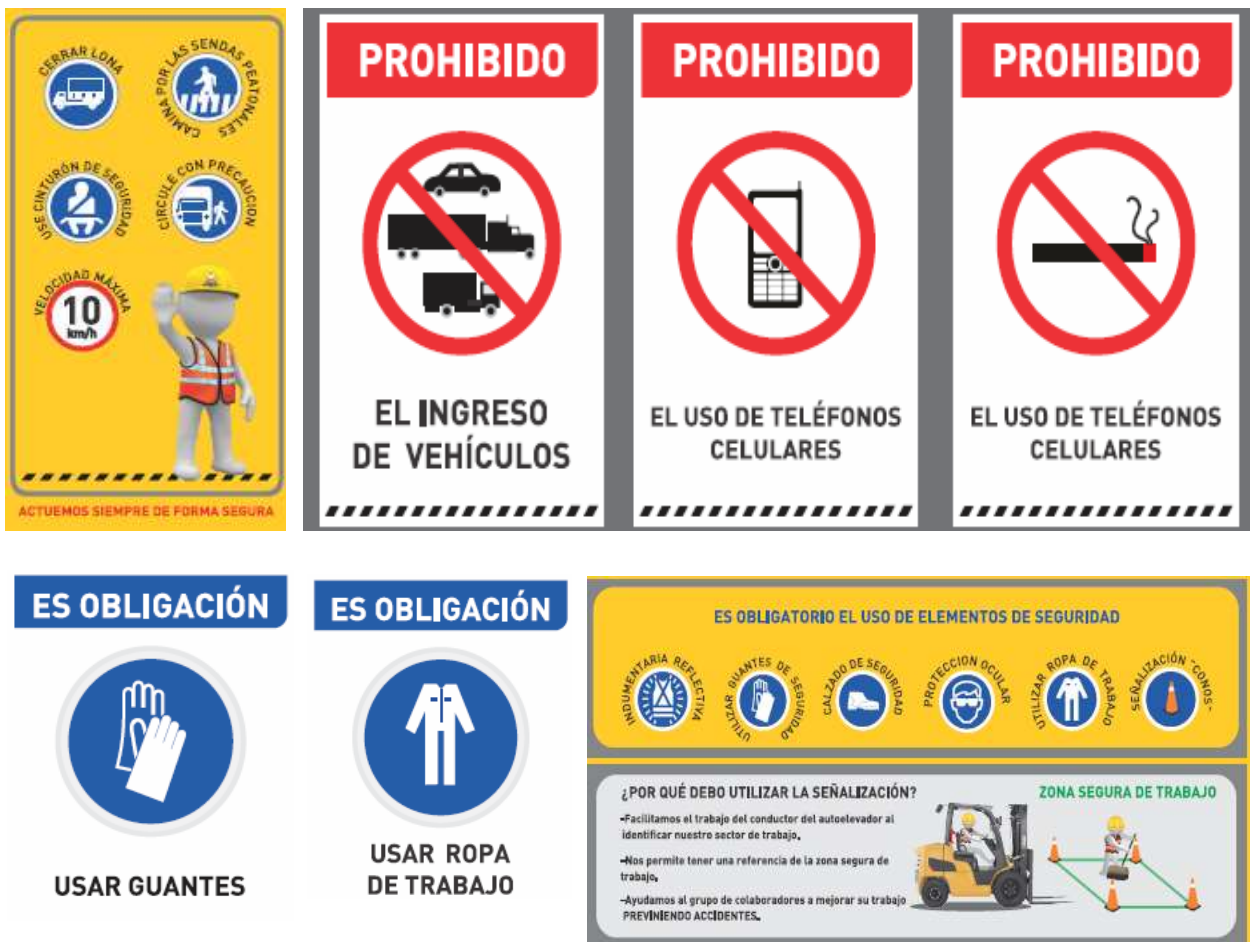 CERRAR LONA
CAMINA POR LAS SENDAS PEATONALES
USE CINTURÓN DE SEGURIDAD
CIRCULE CON PRECAUCION
VELOCIDAD MÁXIMA
10
km/h
ACTUEMOS SIEMPRE DE FORMA SEGURA
PROHIBIDO
EL INGRESO
DE VEHÍCULOS
PROHIBIDO
EL USO DE TELÉFONOS
CELULARES
PROHIBIDO
EL USO DE TELÉFONOS
CELULARES
ES OBLIGACIÓN
USAR GUANTES
ES OBLIGACIÓN
USAR ROPA
DE TRABAJO
ES OBLIGATORIO EL USO DE ELEMENTOS DE SEGURIDAD
INDUMENTARIA REFLECTIVA
UTILIZAR GUANTES DE SEGURIDAD
CALZADO DE SEGURIDAD
PROTECCION OCULAR
UTILIZAR ROPA DE TRABAJO
SEÑALIZACIÓN "CONOS"
¿POR QUÉ DEBO UTILIZAR LA SEÑALIZACIÓN?
-Facilitamos el trabajo del conductor del autoelevador al
identificar nuestro sector de trabajo.
-Nos permite tener una referencia de la zona segura de
trabajo.
-Ayudamos al grupo de colaboradores a mejorar su trabajo
PREVINIENDO ACCIDENTES.
ZONA SEGURA DE TRABAJO